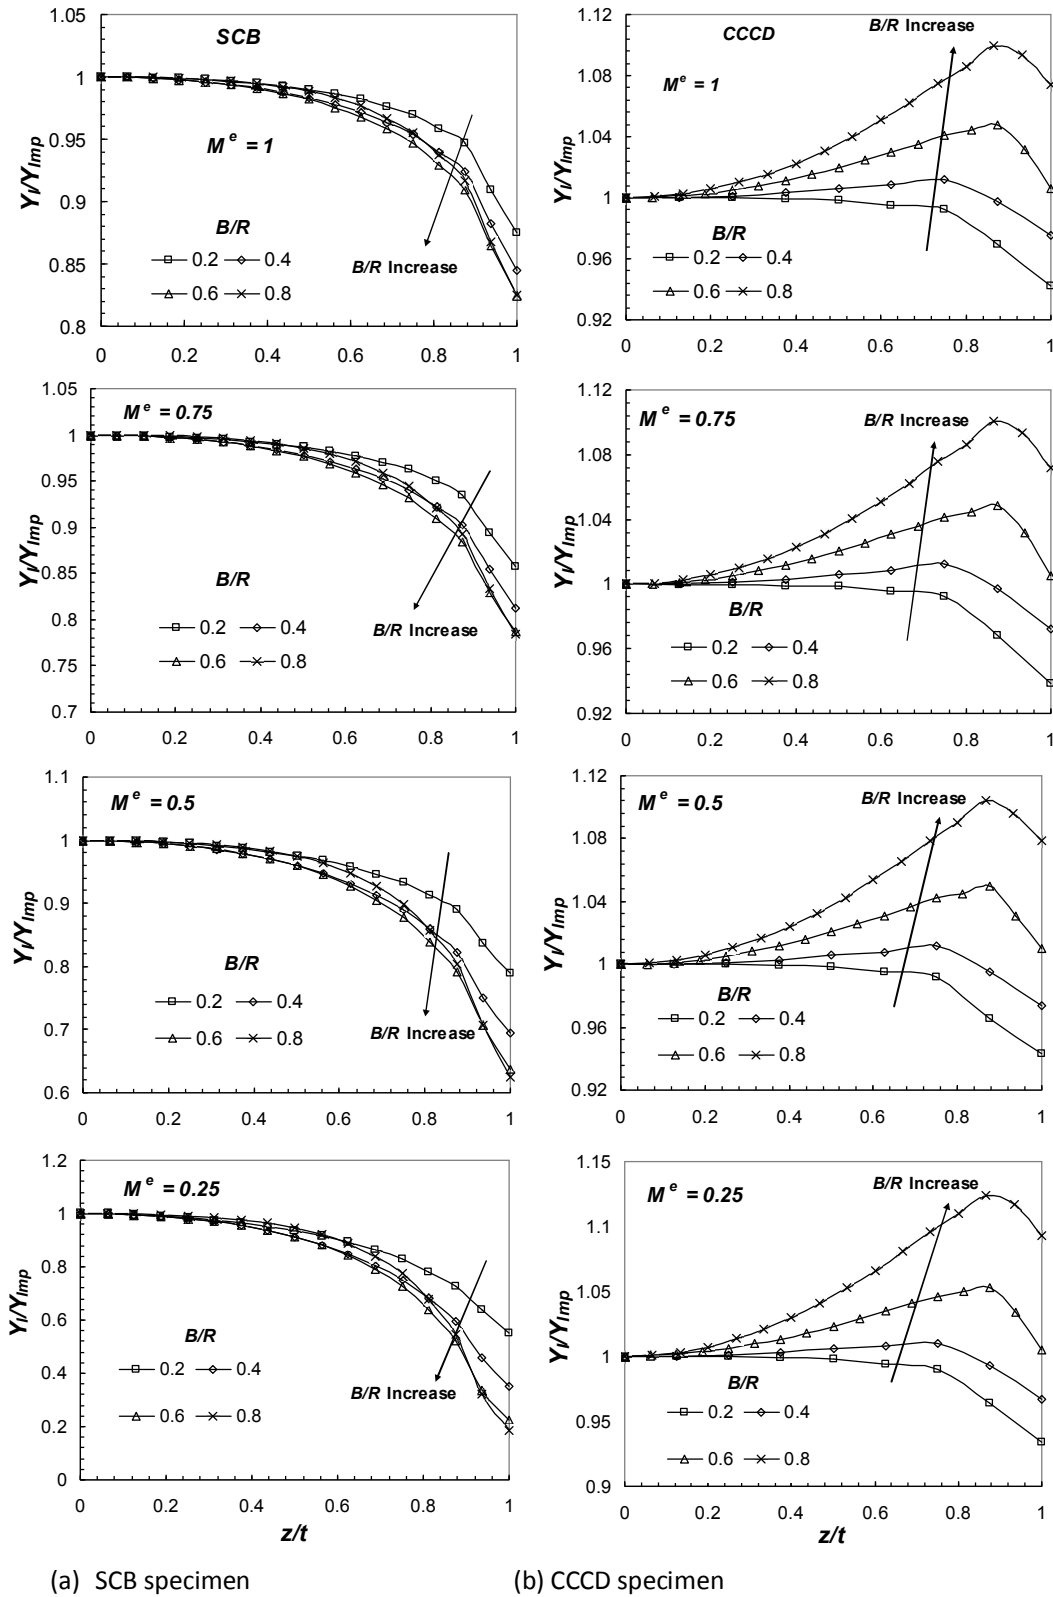 SCB
M^e = 1
Y_I/Y_Imp
1.05
1
0.95
0.9
0.85
0.8
B/R
0.2 0.4
0.6 0.8
B/R Increase
0 0.2 0.4 0.6 0.8 1
CCCD
M^e = 1
B/R Increase
Y_I/Y_Imp
1.12
1.08
1.04
1
0.96
0.92
B/R
0.2 0.4
0.6 0.8
0 0.2 0.4 0.6 0.8 1
M^e = 0.75
Y_I/Y_Imp
1.05
1
0.95
0.9
0.85
0.8
0.75
0.7
B/R
0.2 0.4
0.6 0.8
B/R Increase
0 0.2 0.4 0.6 0.8 1
M^e = 0.75
B/R Increase
Y_I/Y_Imp
1.12
1.08
1.04
1
0.96
0.92
B/R
0.2 0.4
0.6 0.8
0 0.2 0.4 0.6 0.8 1
M^e = 0.5
Y_I/Y_Imp
1.1
1
0.9
0.8
0.7
0.6
B/R
0.2 0.4
0.6 0.8
B/R Increase
0 0.2 0.4 0.6 0.8 1
M^e = 0.5
B/R Increase
Y_I/Y_Imp
1.12
1.08
1.04
1
0.96
0.92
B/R
0.2 0.4
0.6 0.8
0 0.2 0.4 0.6 0.8 1
M^e = 0.25
Y_I/Y_Imp
1.2
1
0.8
0.6
0.4
0.2
0
B/R
0.2 0.4
0.6 0.8
B/R Increase
0 0.2 0.4 0.6 0.8 1
z/t
M^e = 0.25
B/R Increase
Y_I/Y_Imp
1.15
1.1
1.05
1
0.95
0.9
B/R
0.2 0.4
0.6 0.8
0 0.2 0.4 0.6 0.8 1
z/t
(a) SCB specimen
(b) CCCD specimen